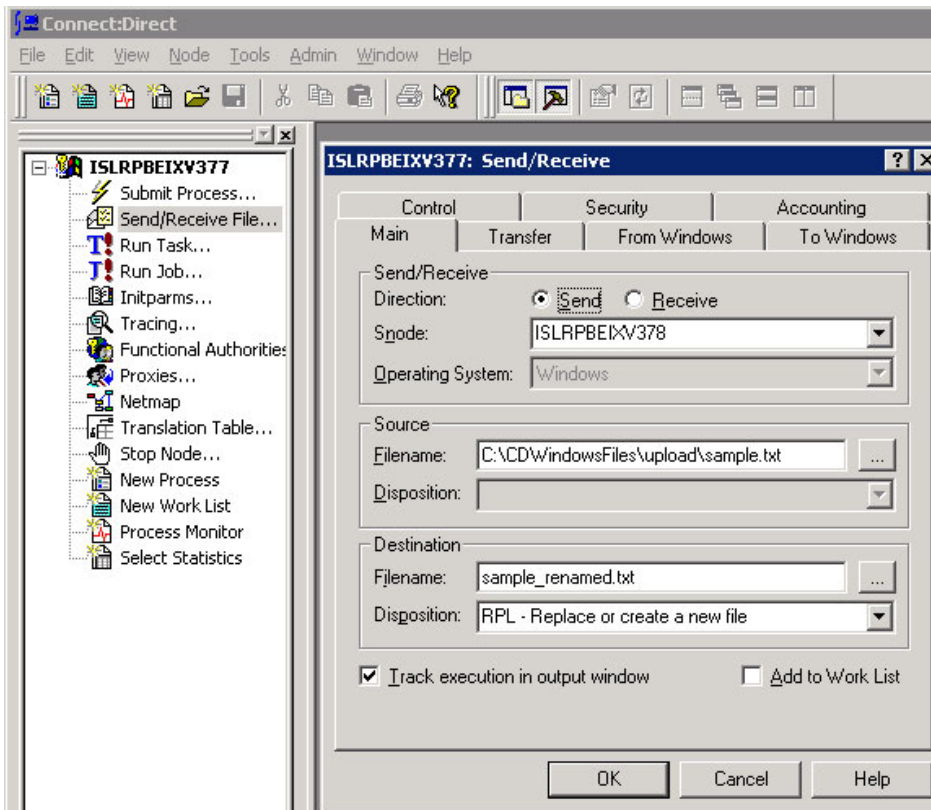 Connect:Direct
File Edit View Node Tools Admin Window Help
ISLRPBEIXV377
Submit Process...
Send/Receive File...
Run Task...
Run Job...
Initparms...
Tracing...
Functional Authorities
Proxies...
Netmap
Translation Table...
Stop Node...
New Process
New Work List
Process Monitor
Select Statistics
ISLRPBEIXV377: Send/Receive
Control Security Accounting
Main Transfer From Windows To Windows
Send/Receive
Direction: Send Receive
Snode: ISLRPBEIXV378
Operating System: Windows
Source
Filename: C:\CDWindowsFiles\upload\sample.txt ...
Disposition:
Destination
Filename: sample_renamed.txt ...
Disposition: RPL - Replace or create a new file
Track execution in output window Add to Work List
OK Cancel Help